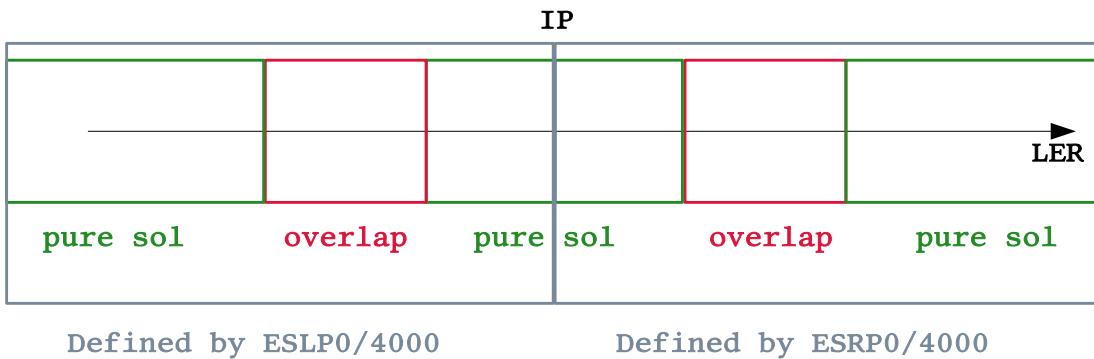 IP
LER
pure sol overlap pure sol overlap pure sol
Defined by ESLP0/4000 Defined by ESRP0/4000